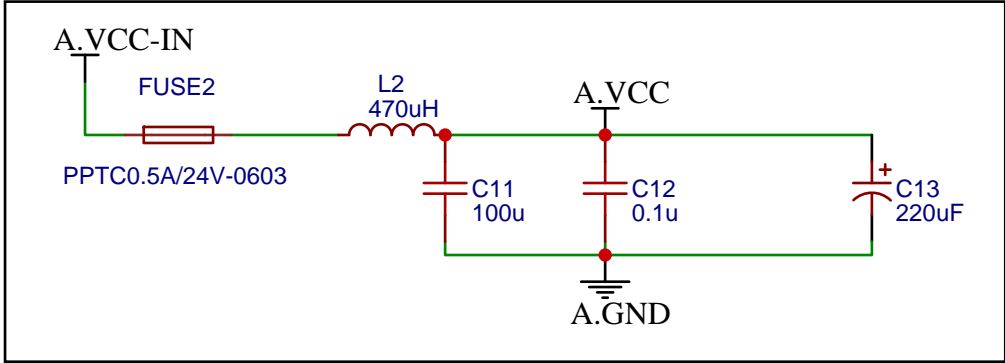 A.VCC-IN
FUSE2
PPTC0.5A/24V-0603
L2
470uH
A.VCC
C11
100u
C12
0.1u
+
C13
220uF
A.GND